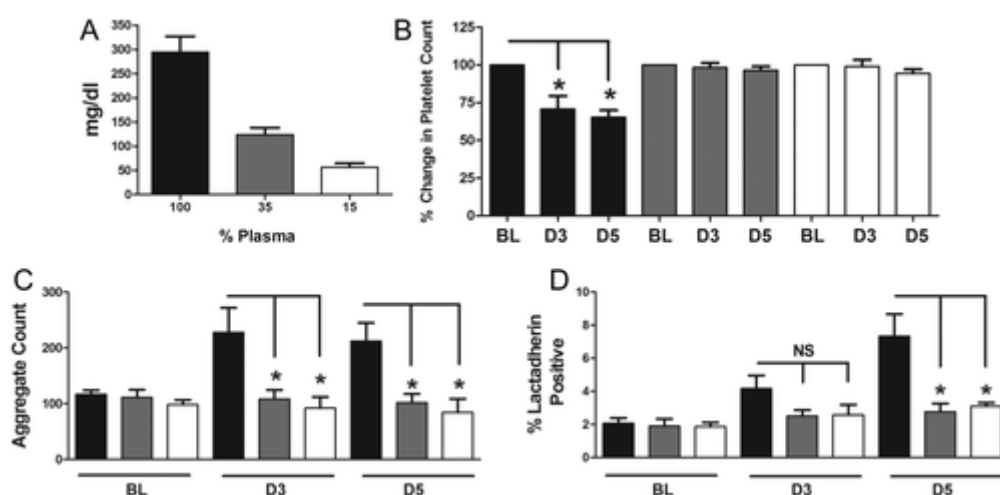 A
350
300
250
200
150
100
50
0
mg/dl
100 35 15
% Plasma
B
125
100
75
50
25
0
% Change in Platelet Count
* *
BL D3 D5 BL D3 D5 BL D3 D5
C
300
200
100
0
Aggregate Count
* * * *
BL D3 D5
D
10
8
6
4
2
0
% Lactadherin
Positive
NS
* *
BL D3 D5